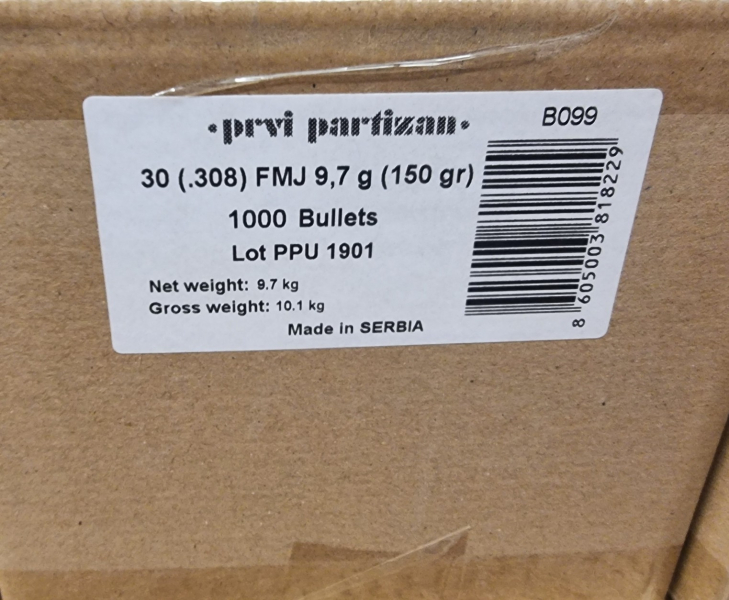 •prvi partizan•
B099
30 (.308) FMJ 9,7 g (150 gr)
1000 Bullets
Lot PPU 1901
Net weight: 9.7 kg
Gross weight: 10.1 kg
Made in SERBIA
8 605003 818229